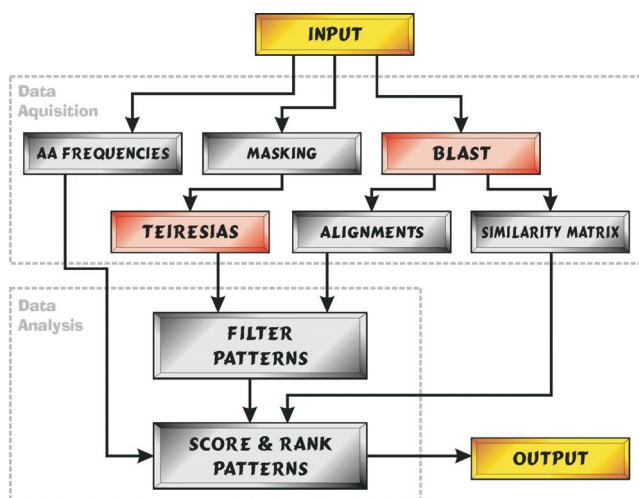 INPUT
Data
Aquisition
AA FREQUENCIES
MASKING
BLAST
TEIRESIAS
ALIGNMENTS
SIMILARITY MATRIX
Data
Analysis
FILTER
PATTERNS
SCORE & RANK
PATTERNS
OUTPUT